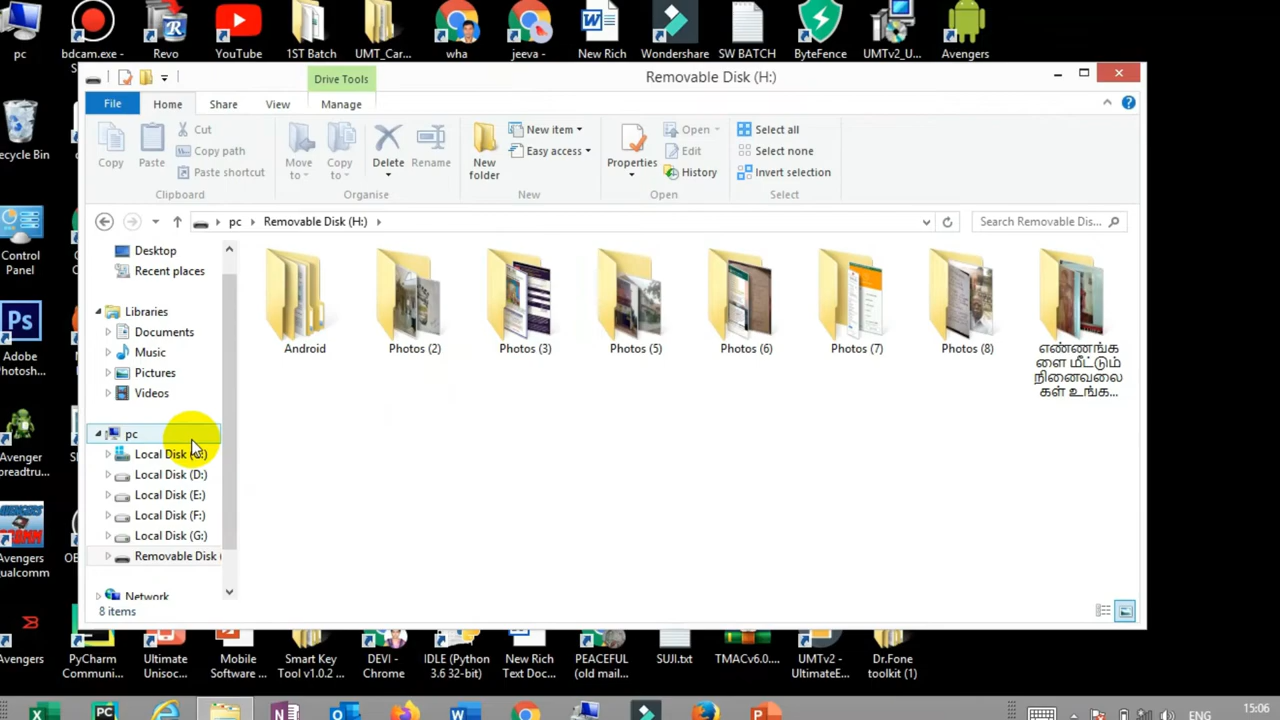 pc
bdcam.exe -
Revo
YouTube
1ST Batch
UMT_Car...
wha
jeeva -
New Rich
Wondershare
SW BATCH
ByteFence
UMTv2_U...
Avengers
Removable Disk (H:)
Drive Tools
File
Home
Share
View
Manage
Copy
Paste
Cut
Copy path
Paste shortcut
Clipboard
Move
to
Copy
to
Delete
Rename
Organise
New
folder
New item
Easy access
New
Properties
Open
Edit
History
Open
Select all
Select none
Invert selection
Select
pc
Removable Disk (H:)
Search Removable Dis...
Desktop
Recent places
Libraries
Documents
Music
Pictures
Videos
pc
Local Disk
Local Disk (D:)
Local Disk (E:)
Local Disk (F:)
Local Disk (G:)
Removable Disk
Network
8 items
Android
Photos (2)
Photos (3)
Photos (5)
Photos (6)
Photos (7)
Photos (8)
எண்ணங்க
ளை மீட்டும்
நினைவலை
கள் உங்க...
ecycle Bin
Control
Panel
Ps
Adobe
Photosh...
Avenger
preadtru...
Avengers
ualcomm
Avengers
PyCharm
Communi...
Ultimate
Unisoc...
Mobile
Software ...
Smart Key
Tool v1.0.2 ...
DEVI -
Chrome
IDLE (Python
3.6 32-bit)
New Rich
Text Doc...
PEACEFUL
(old mail...
SUJI.txt
TMACv6.0....
UMTv2 -
UltimateE...
Dr.Fone
toolkit (1)
ENG
15:06